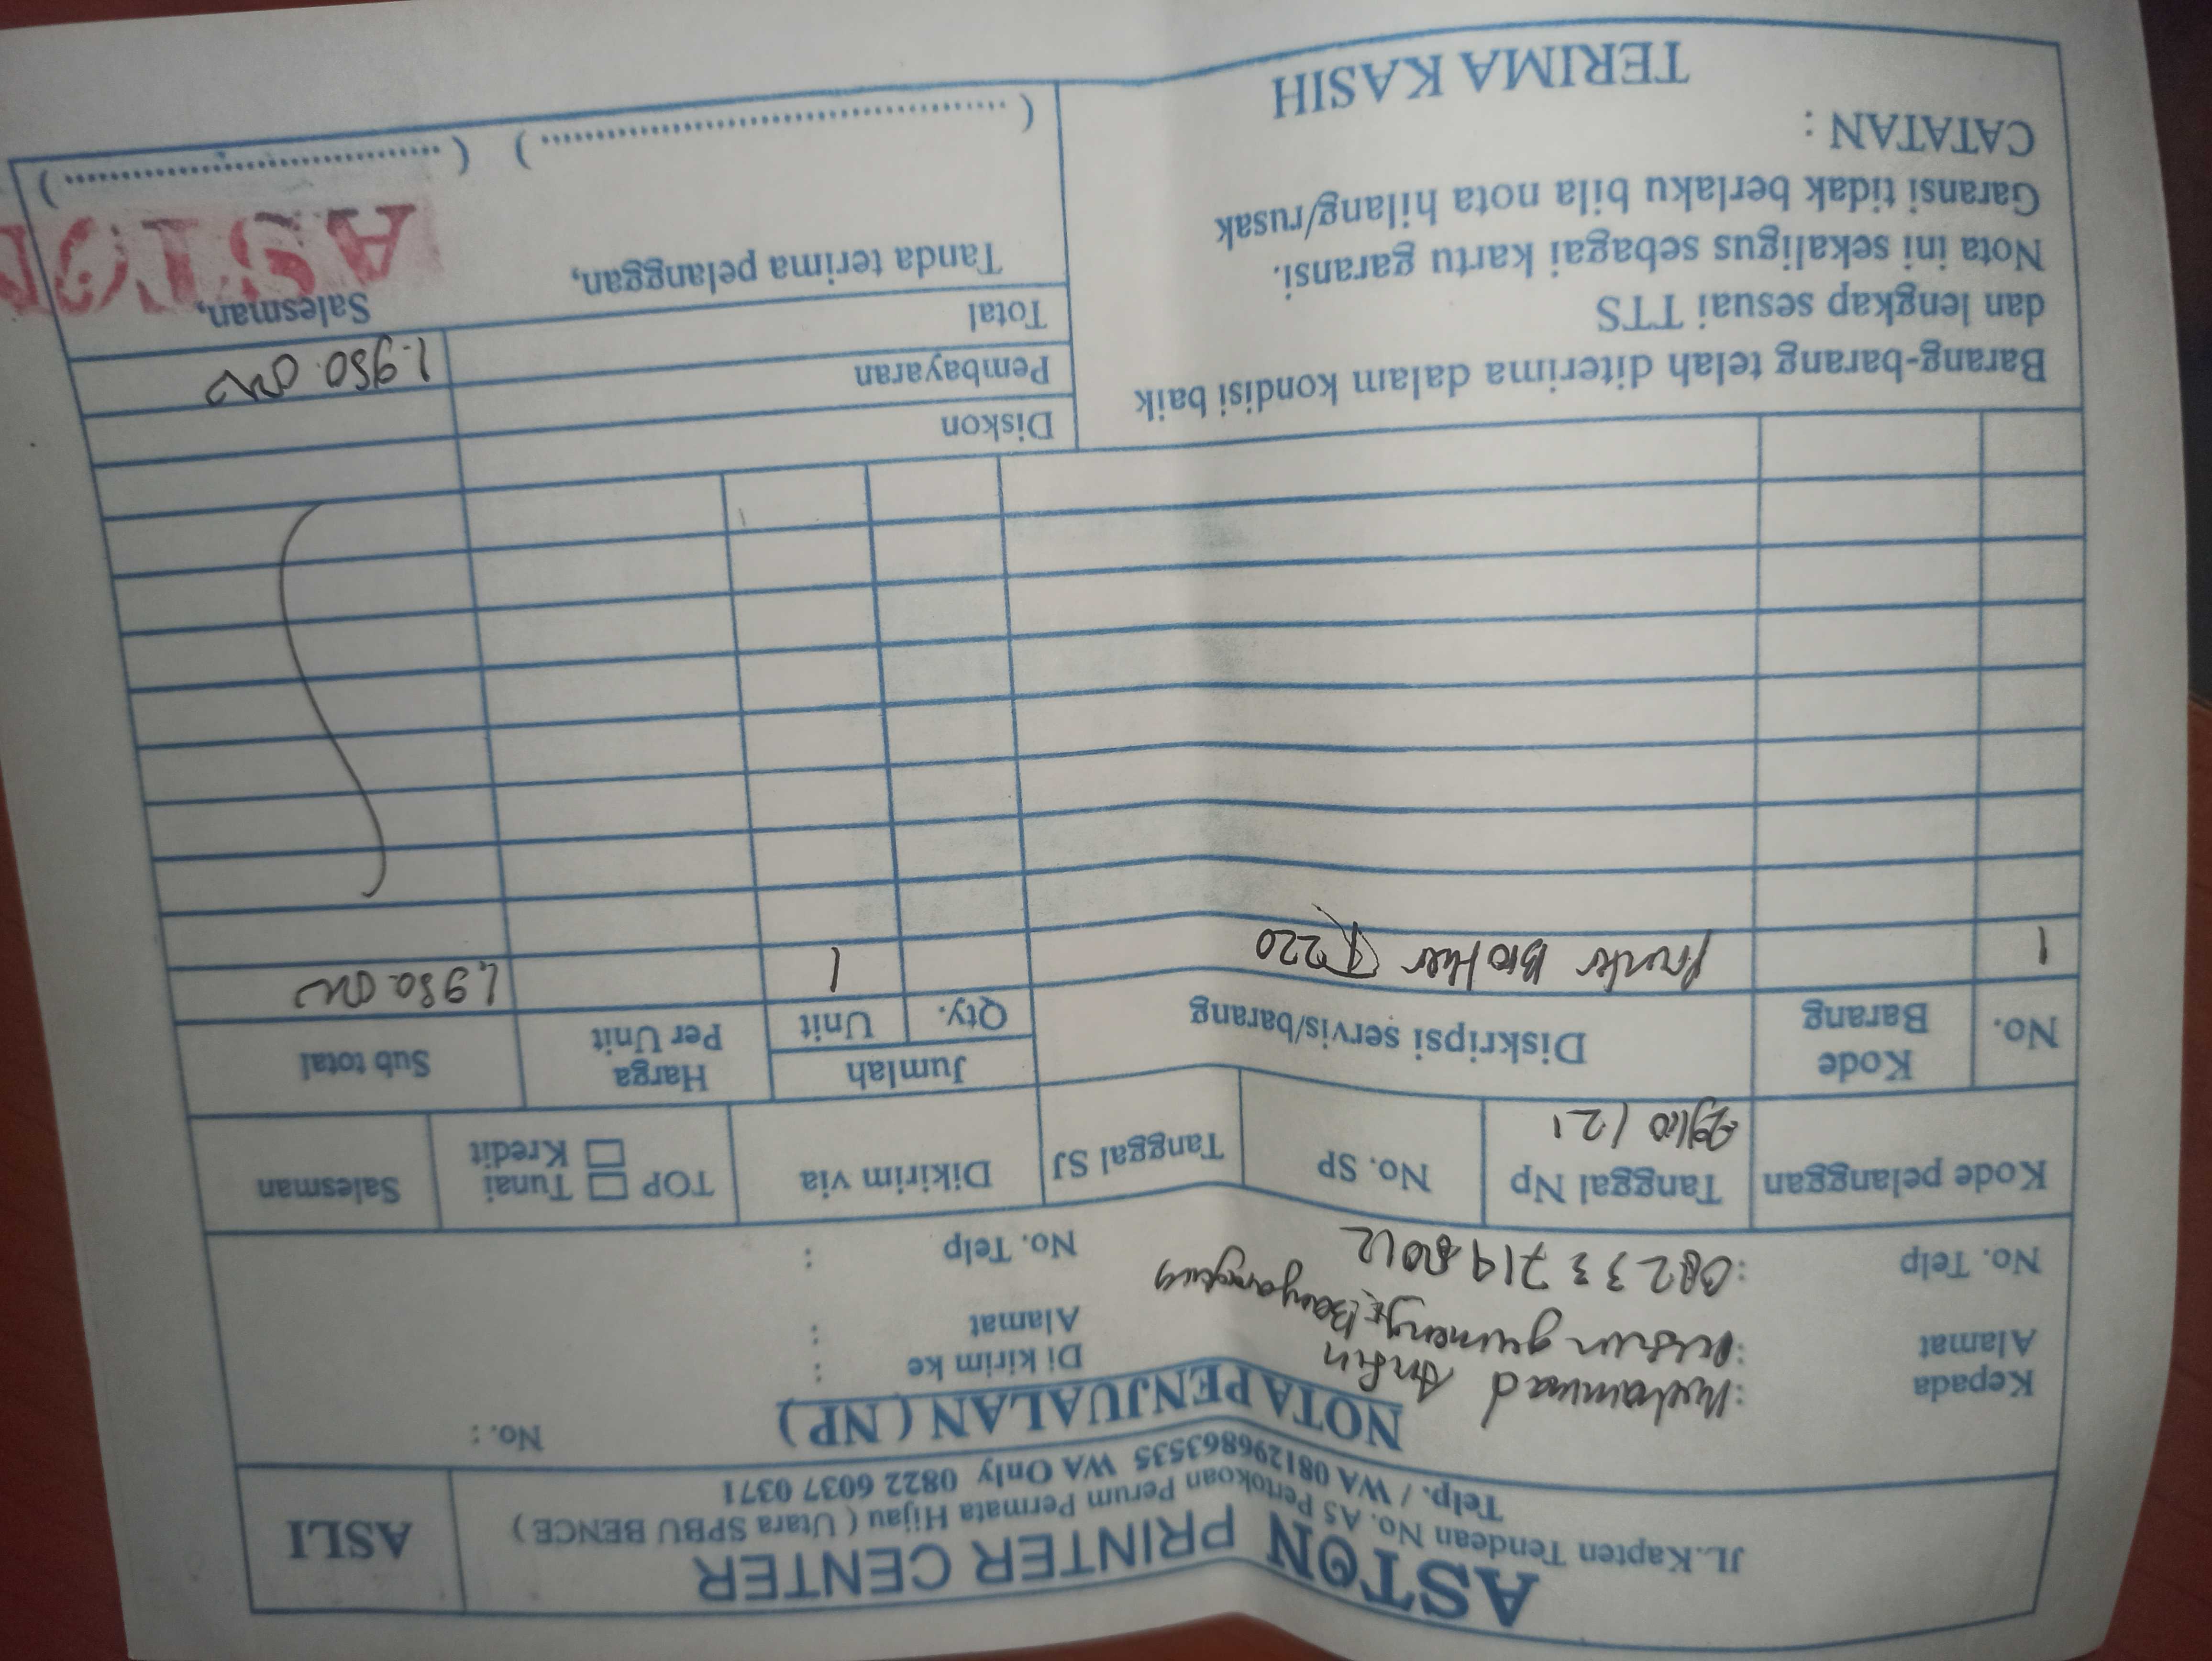 ASTON PRINTER CENTER
JL.Kapten Tendean No. A5 Pertokoan Perum Permata Hijau ( Utara SPBU BENCE )
Telp. / WA 081296863535 WA Only 0822 6037 0371
ASLI
NOTA PENJUALAN ( NP )
No. :
Kepada : Muhammad
Alamat :
No. Telp :
Di kirim ke :
Alamat :
No. Telp :
Kode pelanggan
Tanggal Np
No. SP
Tanggal SJ
Dikirim via
TOP Tunai
Kredit
Salesman
No.
Kode Barang
Diskripsi servis/barang
Jumlah
Qty.
Unit
Harga Per Unit
Sub total
1 Printer Brother T220 1 1.950.000
Barang-barang telah diterima dalam kondisi baik
dan lengkap sesuai TTS
Nota ini sekaligus sebagai kartu garansi.
Garansi tidak berlaku bila nota hilang/rusak
CATATAN :
TERIMA KASIH
Diskon
Pembayaran
Total 1.950.000
Tanda terima pelanggan,
Salesman,
ASTON
(..............................) (..............................)